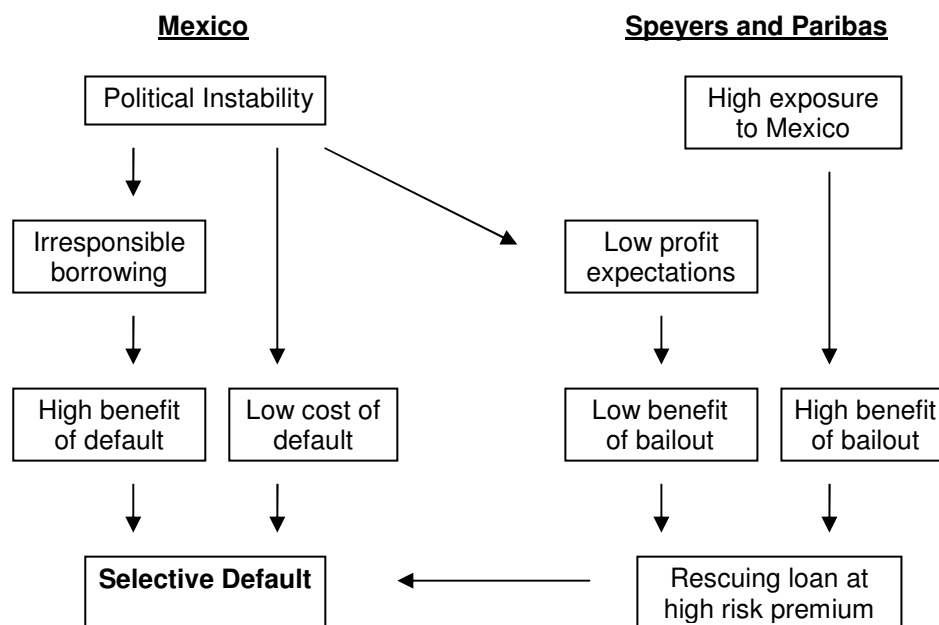 Mexico
Speyers and Paribas
Political Instability
High exposure
to Mexico
Irresponsible
borrowing
Low profit
expectations
High benefit
of default
Low cost of
default
Low benefit
of bailout
High benefit
of bailout
Selective Default
Rescuing loan at
high risk premium